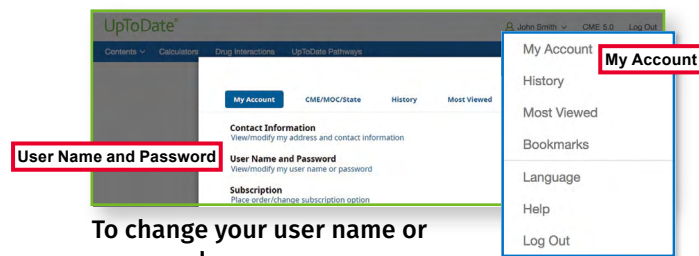 UpToDate®
John Smith CME 5.0 Log Out
Contents Calculators Drug Interactions UpToDate Pathways
My Account
My Account
History
Most Viewed
Bookmarks
Language
Help
Log Out
My Account CME/MOC/State History Most Viewed
Contact Information
View/modify my address and contact information
User Name and Password
User Name and Password
View/modify my user name or password
Subscription
Place order/change subscription option
To change your user name or